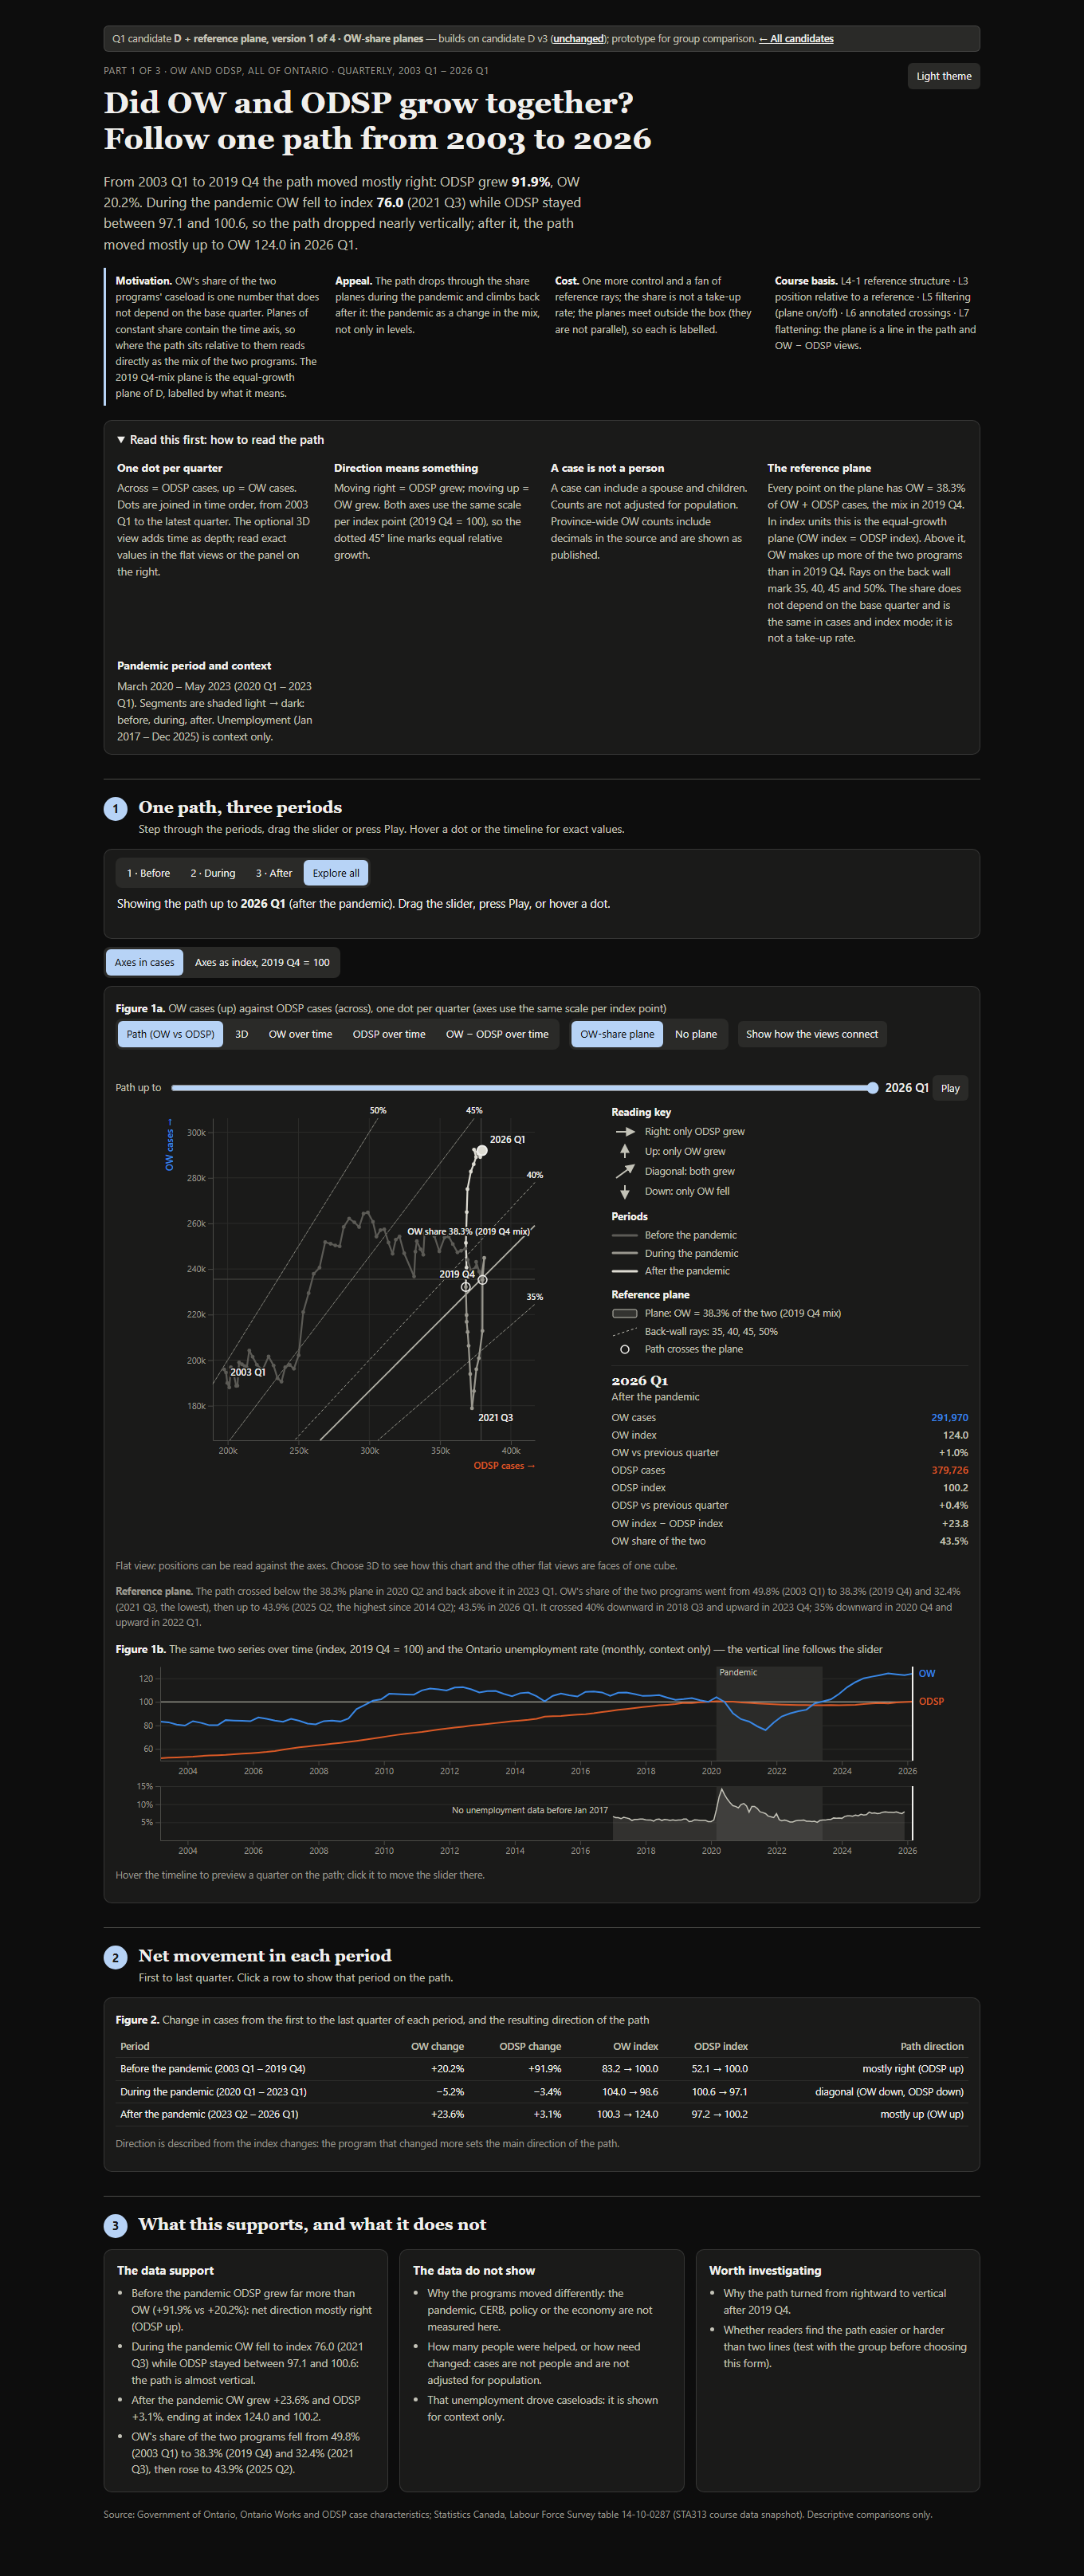 Q1 candidate D + reference plane, version 1 of 4 · OW-share planes — builds on candidate D v3 (unchanged); prototype for group comparison. ← All candidates
PART 1 OF 3 · OW AND ODSP, ALL OF ONTARIO · QUARTERLY, 2003 Q1 – 2026 Q1
Light theme
Did OW and ODSP grow together?
Follow one path from 2003 to 2026
From 2003 Q1 to 2019 Q4 the path moved mostly right: ODSP grew 91.9%, OW
20.2%. During the pandemic OW fell to index 76.0 (2021 Q3) while ODSP stayed
between 97.1 and 100.6, so the path dropped nearly vertically; after it, the path
moved mostly up to OW 124.0 in 2026 Q1.
Motivation. OW's share of the two
programs' caseload is one number that does
not depend on the base quarter. Planes of
constant share contain the time axis, so
where the path sits relative to them reads
directly as the mix of the two programs. The
2019 Q4-mix plane is the equal-growth
plane of D, labelled by what it means.
Appeal. The path drops through the share
planes during the pandemic and climbs back
after it: the pandemic as a change in the mix,
not only in levels.
Cost. One more control and a fan of
reference rays; the share is not a take-up
rate; the planes meet outside the box (they
are not parallel), so each is labelled.
Course basis. L4-1 reference structure · L3
position relative to a reference · L5 filtering
(plane on/off) · L6 annotated crossings · L7
flattening: the plane is a line in the path and
OW − ODSP views.
▼ Read this first: how to read the path
One dot per quarter
Across = ODSP cases, up = OW cases.
Dots are joined in time order, from 2003
Q1 to the latest quarter. The optional 3D
view adds time as depth; read exact
values in the flat views or the panel on
the right.
Direction means something
Moving right = ODSP grew; moving up =
OW grew. Both axes use the same scale
per index point (2019 Q4 = 100), so the
dotted 45° line marks equal relative
growth.
A case is not a person
A case can include a spouse and children.
Counts are not adjusted for population.
Province-wide OW counts include
decimals in the source and are shown as
published.
The reference plane
Every point on the plane has OW = 38.3%
of OW + ODSP cases, the mix in 2019 Q4.
In index units this is the equal-growth
plane (OW index = ODSP index). Above it,
OW makes up more of the two programs
than in 2019 Q4. Rays on the back wall
mark 35, 40, 45 and 50%. The share does
not depend on the base quarter and is
the same in cases and index mode; it is
not a take-up rate.
Pandemic period and context
March 2020 – May 2023 (2020 Q1 – 2023
Q1). Segments are shaded light → dark:
before, during, after. Unemployment (Jan
2017 – Dec 2025) is context only.
1
One path, three periods
Step through the periods, drag the slider or press Play. Hover a dot or the timeline for exact values.
1 · Before 2 · During 3 · After Explore all
Showing the path up to 2026 Q1 (after the pandemic). Drag the slider, press Play, or hover a dot.
Axes in cases Axes as index, 2019 Q4 = 100
Figure 1a. OW cases (up) against ODSP cases (across), one dot per quarter (axes use the same scale per index point)
Path (OW vs ODSP) 3D OW over time ODSP over time OW − ODSP over time OW-share plane No plane Show how the views connect
Path up to 2026 Q1 Play
50% 45%
OW cases →
300k
2026 Q1
280k
40%
260k
OW share 38.3% (2019 Q4 mix)
240k
2019 Q4
35%
220k
200k
2003 Q1
180k
2021 Q3
200k 250k 300k 350k 400k
ODSP cases →
Reading key
Right: only ODSP grew
Up: only OW grew
Diagonal: both grew
Down: only OW fell
Periods
Before the pandemic
During the pandemic
After the pandemic
Reference plane
Plane: OW = 38.3% of the two (2019 Q4 mix)
Back-wall rays: 35, 40, 45, 50%
Path crosses the plane
2026 Q1
After the pandemic
OW cases 291,970
OW index 124.0
OW vs previous quarter +1.0%
ODSP cases 379,726
ODSP index 100.2
ODSP vs previous quarter +0.4%
OW index − ODSP index +23.8
OW share of the two 43.5%
Flat view: positions can be read against the axes. Choose 3D to see how this chart and the other flat views are faces of one cube.
Reference plane. The path crossed below the 38.3% plane in 2020 Q2 and back above it in 2023 Q1. OW's share of the two programs went from 49.8% (2003 Q1) to 38.3% (2019 Q4) and 32.4%
(2021 Q3, the lowest), then up to 43.9% (2025 Q2, the highest since 2014 Q2); 43.5% in 2026 Q1. It crossed 40% downward in 2018 Q3 and upward in 2023 Q4; 35% downward in 2020 Q4 and
upward in 2022 Q1.
Figure 1b. The same two series over time (index, 2019 Q4 = 100) and the Ontario unemployment rate (monthly, context only) — the vertical line follows the slider
Pandemic
OW
120
100
ODSP
80
60
2004 2006 2008 2010 2012 2014 2016 2018 2020 2022 2024 2026
15%
10%
No unemployment data before Jan 2017
5%
2004 2006 2008 2010 2012 2014 2016 2018 2020 2022 2024 2026
Hover the timeline to preview a quarter on the path; click it to move the slider there.
2
Net movement in each period
First to last quarter. Click a row to show that period on the path.
Figure 2. Change in cases from the first to the last quarter of each period, and the resulting direction of the path
Period OW change ODSP change OW index ODSP index Path direction
Before the pandemic (2003 Q1 – 2019 Q4) +20.2% +91.9% 83.2 → 100.0 52.1 → 100.0 mostly right (ODSP up)
During the pandemic (2020 Q1 – 2023 Q1) −5.2% −3.4% 104.0 → 98.6 100.6 → 97.1 diagonal (OW down, ODSP down)
After the pandemic (2023 Q2 – 2026 Q1) +23.6% +3.1% 100.3 → 124.0 97.2 → 100.2 mostly up (OW up)
Direction is described from the index changes: the program that changed more sets the main direction of the path.
3
What this supports, and what it does not
The data support
• Before the pandemic ODSP grew far more than
OW (+91.9% vs +20.2%): net direction mostly right
(ODSP up).
• During the pandemic OW fell to index 76.0 (2021
Q3) while ODSP stayed between 97.1 and 100.6:
the path is almost vertical.
• After the pandemic OW grew +23.6% and ODSP
+3.1%, ending at index 124.0 and 100.2.
• OW's share of the two programs fell from 49.8%
(2003 Q1) to 38.3% (2019 Q4) and 32.4% (2021
Q3), then rose to 43.9% (2025 Q2).
The data do not show
• Why the programs moved differently: the
pandemic, CERB, policy or the economy are not
measured here.
• How many people were helped, or how need
changed: cases are not people and are not
adjusted for population.
• That unemployment drove caseloads: it is shown
for context only.
Worth investigating
• Why the path turned from rightward to vertical
after 2019 Q4.
• Whether readers find the path easier or harder
than two lines (test with the group before choosing
this form).
Source: Government of Ontario, Ontario Works and ODSP case characteristics; Statistics Canada, Labour Force Survey table 14-10-0287 (STA313 course data snapshot). Descriptive comparisons only.